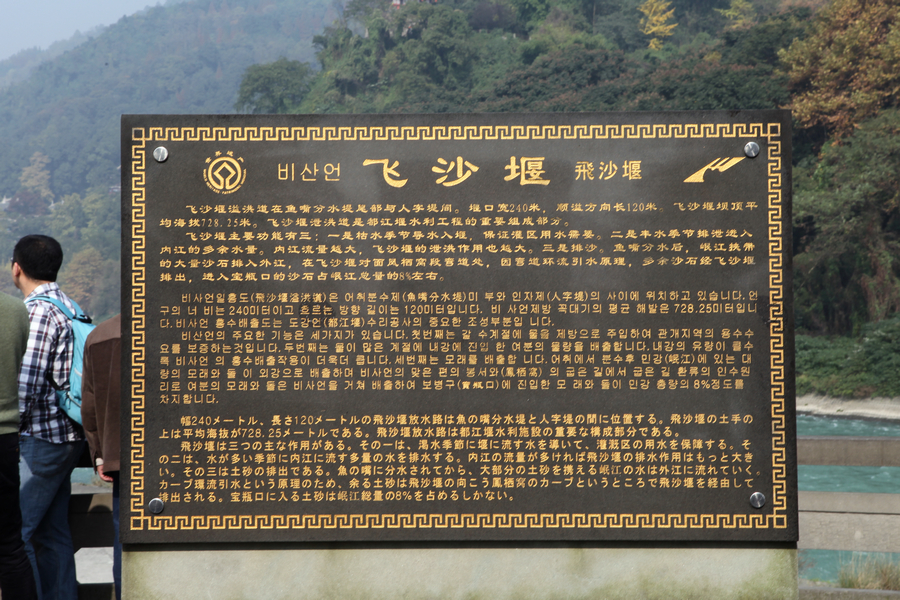 비산언 飞沙堰 飛沙堰
飞沙堰溢洪道在鱼嘴分水堤尾部与人字堤间。堰口宽240米，顺溢方向长120米。飞沙堰坝顶平
均海拔728.25米。飞沙堰泄洪道是都江堰水利工程的重要组成部分。
飞沙堰主要功能有三：一是枯水季节导水入堰，保证灌区用水需要。二是丰水季节排泄进入
内江的多余水量。内江流量越大，飞沙堰的泄洪作用也越大。三是排沙。鱼嘴分水后，岷江挟带
的大量沙石排入外江，在飞沙堰对面凤栖窝段弯道处，因弯道环流引水原理，多余沙石经飞沙堰
排出，进入宝瓶口的沙石占岷江总量的8%左右。
비산언일홍도(飛沙堰溢洪道)은 어취분수제(魚嘴分水堤)미 부와 인자제(人字堤)의 사이에 위치하고 있습니다. 언
구의 너 비는 240미터이고 흐르는 방향 길이는 120미터입니다. 비 사언제방 꼭대기의 평균 해발은 728.25미터입니
다. 비사언 홍수배출도는 도강언(都江堰)수리공사의 중요한 조성부분입 니다.
비산언의 주요한 기능은 세가지가 있습니다. 첫번째는 갈 수계절에 물을 제방으로 주입하여 관개지역의 용수수
요를 보증하는것입니다. 두번째는 물이 많은 계절에 내강에 진입 한 여분의 물량을 배출합니다. 내강의 유량이 클수
록 비사언 의 홍수배출작용이 더욱더 큽니다. 세번째는 모래를 배출합 니다. 어취에서 분수후 민강(岷江)에 있는 대
량의 모래와 돌 이 외강으로 배출하며 비사언의 맞은 편의 봉서와(鳳栖窩) 의 굽은 길에서 굽은 길 환류의 인수원
리로 여분의 모래와 돌은 비사언을 거쳐 배출하여 보병구(寶瓶口)에 진입한 모 래와 돌이 민강 총량의 8%정도를
차지합니다.
幅240メートル、長さ120メートルの飛沙堰放水路は魚の嘴分水堤と人字堤の間に位置する。飛沙堰の土手の
上は平均海抜が728.25メートルである。飛沙堰放水路は都江堰水利施設の重要な構成部分である。
飛沙堰は三つの主な作用がある。その一は、渇水季節に堰に流す水を導いて、灌漑区の用水を保障する。そ
の二は、水が多い季節に内江に流す多量の水を排水する。内江の流量が多ければ飛沙堰の排水作用はもっと大き
い。その三は土砂の排出である。魚の嘴に分水されてから、大部分の土砂を携える岷江の水は外江に流れていく。
カーブ環流引水という原理のため、余る土砂は飛沙堰の向こう鳳栖窩のカーブというところで飛沙堰を経由して
排出される。宝瓶口に入る土砂は岷江総量の8%を占めるしかない。